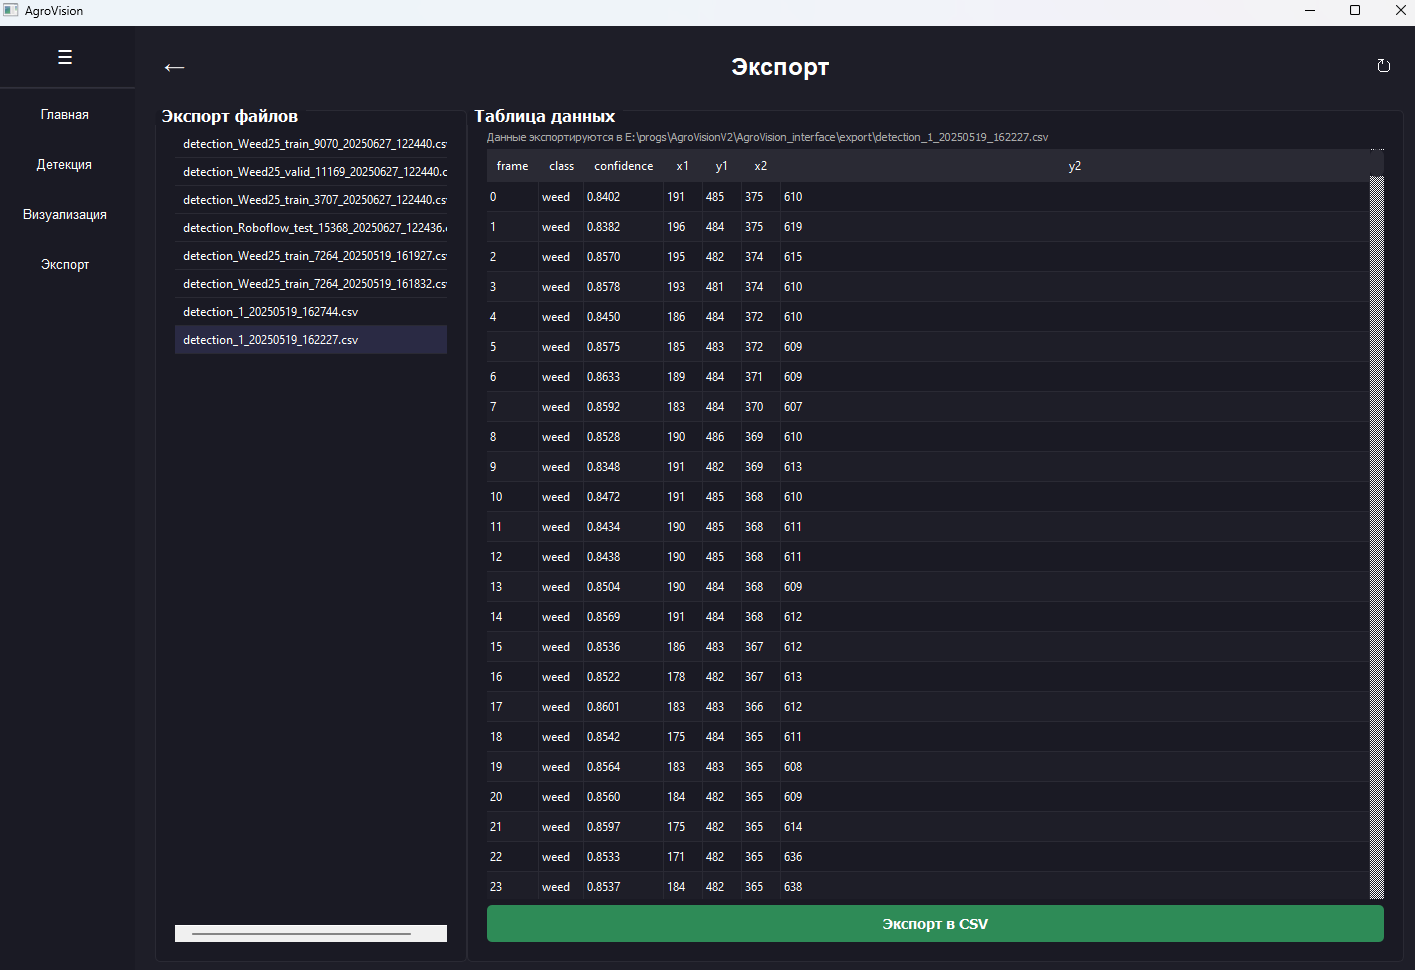 AgroVision
☰
Главная
Детекция
Визуализация
Экспорт
←
Экспорт
Экспорт файлов
detection_Weed25_train_9070_20250627_122440.cs
detection_Weed25_valid_11169_20250627_122440.c
detection_Weed25_train_3707_20250627_122440.cs
detection_Roboflow_test_15368_20250627_122436.
detection_Weed25_train_7264_20250519_161927.cs
detection_Weed25_train_7264_20250519_161832.cs
detection_1_20250519_162744.csv
detection_1_20250519_162227.csv
Таблица данных
Данные экспортируются в E:\progs\AgroVisionV2\AgroVision_interface\export\detection_1_20250519_162227.csv
frame class confidence x1 y1 x2 y2
0 weed 0.8402 191 485 375 610
1 weed 0.8382 196 484 375 619
2 weed 0.8570 195 482 374 615
3 weed 0.8578 193 481 374 610
4 weed 0.8450 186 484 372 610
5 weed 0.8575 185 483 372 609
6 weed 0.8633 189 484 371 609
7 weed 0.8592 183 484 370 607
8 weed 0.8528 190 486 369 610
9 weed 0.8348 191 482 369 613
10 weed 0.8472 191 485 368 610
11 weed 0.8434 190 485 368 611
12 weed 0.8438 190 485 368 611
13 weed 0.8504 190 484 368 609
14 weed 0.8569 191 484 368 612
15 weed 0.8536 186 483 367 612
16 weed 0.8522 178 482 367 613
17 weed 0.8601 183 483 366 612
18 weed 0.8542 175 484 365 611
19 weed 0.8564 183 483 365 608
20 weed 0.8560 184 482 365 609
21 weed 0.8597 175 482 365 614
22 weed 0.8533 171 482 365 636
23 weed 0.8537 184 482 365 638
Экспорт в CSV